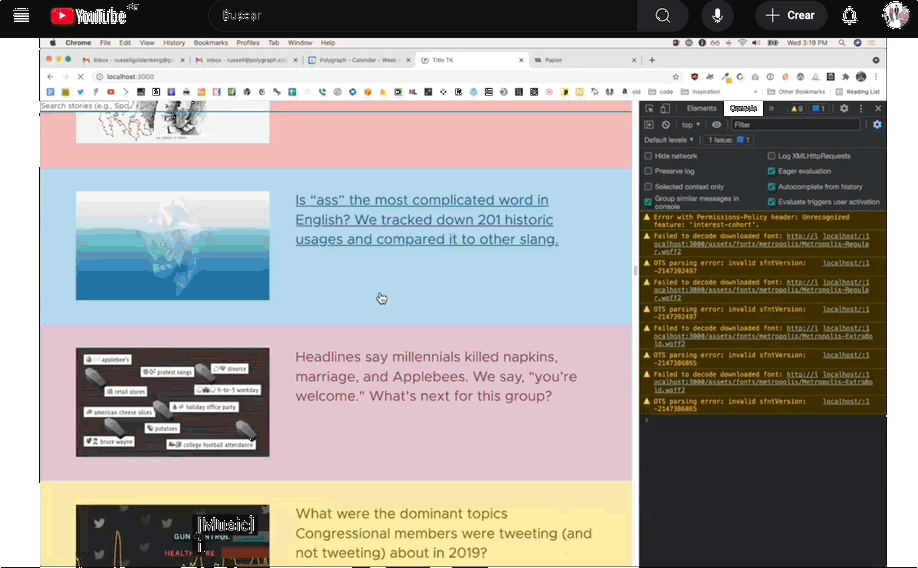 YouTube
Buscar
Crear
Chrome File Edit View History Bookmarks Profiles Tab Window Help
Wed 3:19 PM
Inbox - russellgoldenberg@g
Inbox - russell@polygraph.co
Polygraph - Calendar - Week
Title TK
Papier
localhost:3000
old
code
inspiration
Other Bookmarks
Reading List
Search stories (e.g., Spo
Elements Console » 9 1
top Filter
Default levels 1 Issue: 1
Hide network Log XMLHttpRequests
Preserve log Eager evaluation
Selected context only Autocomplete from history
Group similar messages in console Evaluate triggers user activation
Error with Permissions-Policy header: Unrecognized
feature: 'interest-cohort'.
Failed to decode downloaded font: http://l localhost/:1
ocalhost:3000/assets/fonts/metropolis/Metropolis-Regula
r.woff2
OTS parsing error: invalid sfntVersion: localhost/:1
-2147392497
Failed to decode downloaded font: http://l localhost/:1
ocalhost:3000/assets/fonts/metropolis/Metropolis-Regula
r.woff2
OTS parsing error: invalid sfntVersion: localhost/:1
-2147392497
Failed to decode downloaded font: http://l localhost/:1
ocalhost:3000/assets/fonts/metropolis/Metropolis-ExtraBo
ld.woff2
OTS parsing error: invalid sfntVersion: localhost/:1
-2147386865
Failed to decode downloaded font: http://l localhost/:1
ocalhost:3000/assets/fonts/metropolis/Metropolis-ExtraBo
ld.woff2
OTS parsing error: invalid sfntVersion: localhost/:1
-2147386865
Is “ass” the most complicated word in
English? We tracked down 201 historic
usages and compared it to other slang.
applebee's
protest songs
divorce
retail stores
9-to-5 workday
american cheese slices
holiday office party
potatoes
bruce wayne
college football attendance
Headlines say millennials killed napkins,
marriage, and Applebees. We say, "you're
welcome." What's next for this group?
[Music]
GUN CONTROL
HEALTHCARE
What were the dominant topics
Congressional members were tweeting (and
not tweeting) about in 2019?